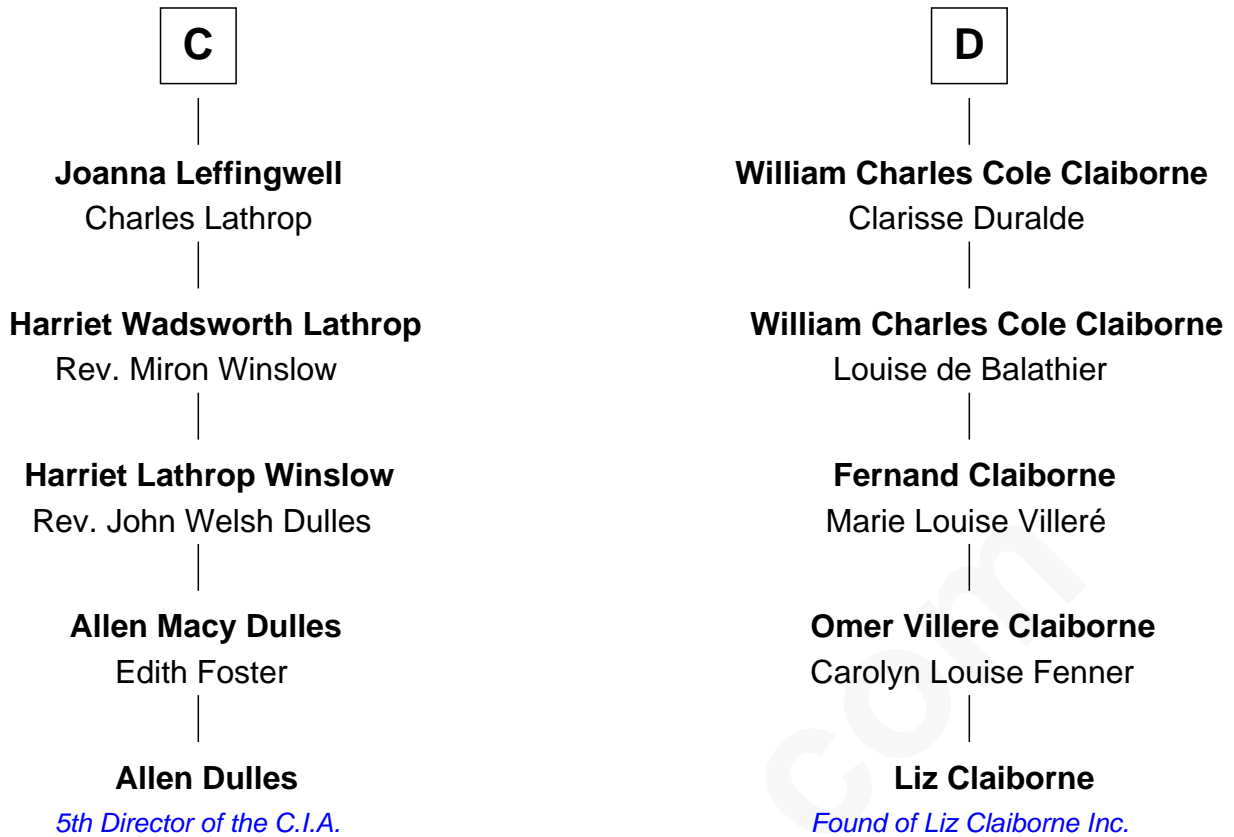 C
Joanna Leffingwell
Charles Lathrop
Harriet Wadsworth Lathrop
Rev. Miron Winslow
Harriet Lathrop Winslow
Rev. John Welsh Dulles
Allen Macy Dulles
Edith Foster
Allen Dulles
5th Director of the C.I.A.
D
William Charles Cole Claiborne
Clarisse Duralde
William Charles Cole Claiborne
Louise de Balathier
Fernand Claiborne
Marie Louise Villeré
Omer Villere Claiborne
Carolyn Louise Fenner
Liz Claiborne
Found of Liz Claiborne Inc.
com